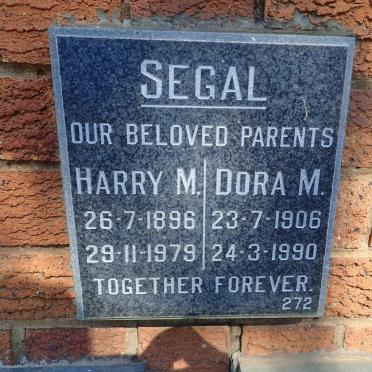 SEGAL
OUR BELOVED PARENTS
HARRY M. DORA M.
26-7-1896 23-7-1906
29-11-1979 24-3-1990
TOGETHER FOREVER.
272